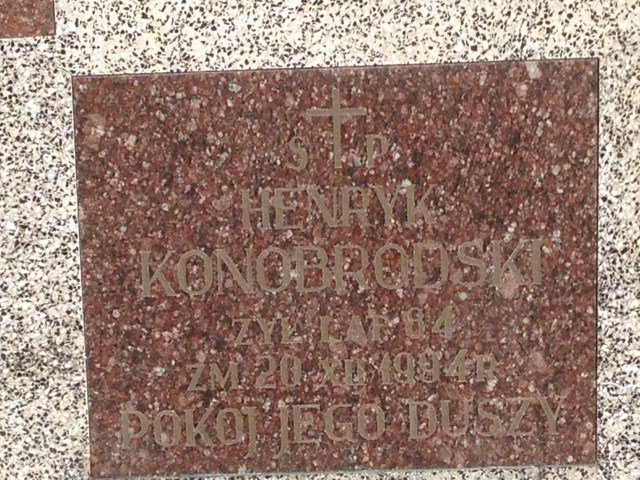 Ś P
HENRYK
KONOBRODSKI
ŻYŁ LAT 84
ZM 20 XII 1994 R
POKÓJ JEGO DUSZY